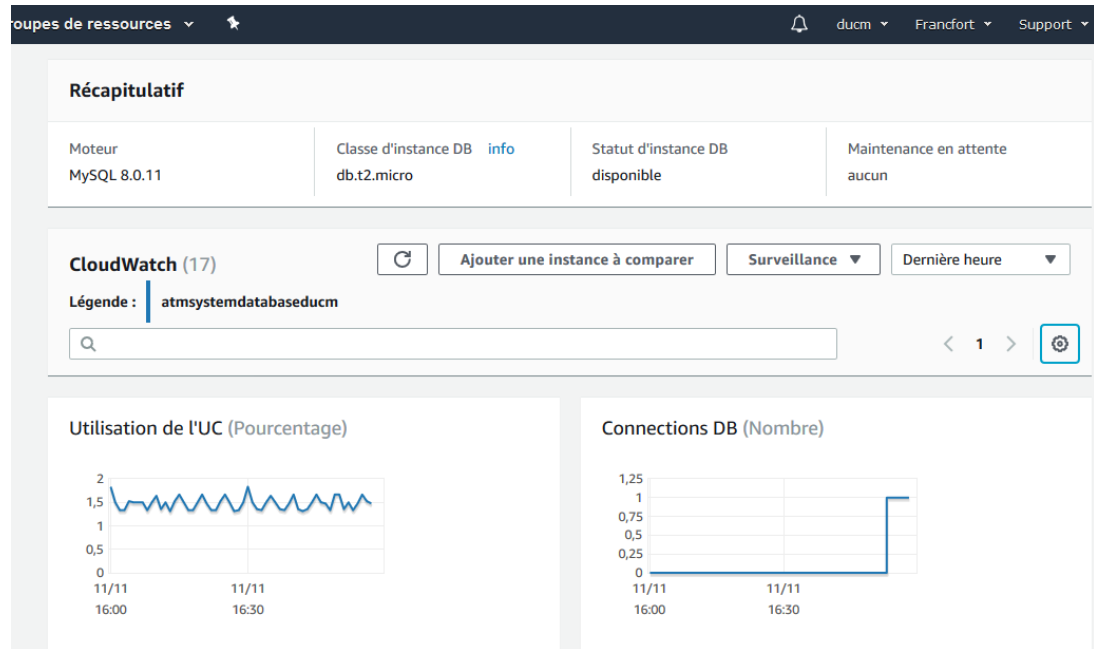 oupes de ressources
ducm
Francfort
Support
Récapitulatif
Moteur
MySQL 8.0.11
Classe d'instance DB info
db.t2.micro
Statut d'instance DB
disponible
Maintenance en attente
aucun
CloudWatch (17)
Ajouter une instance à comparer
Surveillance
Dernière heure
Légende : atmsystemdatabaseducm
1
Utilisation de l'UC (Pourcentage)
2
1,5
1
0,5
0
11/11 11/11
16:00 16:30
Connections DB (Nombre)
1,25
1
0,75
0,5
0,25
0
11/11 11/11
16:00 16:30